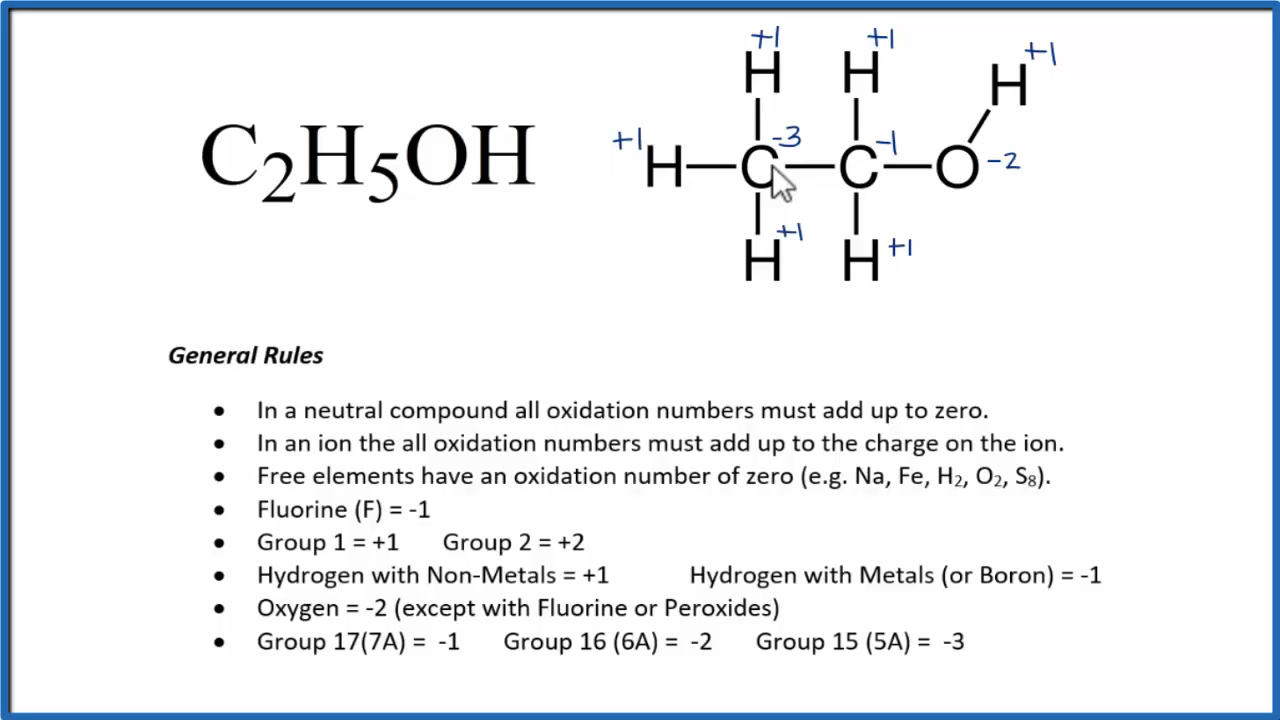 +1 +1 +1
H H H
C₂H₅OH +1 H C -3 C -1 O -2
H +1 H +1
General Rules
• In a neutral compound all oxidation numbers must add up to zero.
• In an ion the all oxidation numbers must add up to the charge on the ion.
• Free elements have an oxidation number of zero (e.g. Na, Fe, H₂, O₂, S₈).
• Fluorine (F) = -1
• Group 1 = +1 Group 2 = +2
• Hydrogen with Non-Metals = +1 Hydrogen with Metals (or Boron) = -1
• Oxygen = -2 (except with Fluorine or Peroxides)
• Group 17(7A) = -1 Group 16 (6A) = -2 Group 15 (5A) = -3